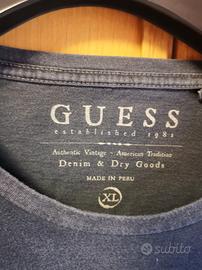 GUESS
established 1981
Authentic Vintage - American Tradition
Denim & Dry Goods
MADE IN PERU
XL
subito